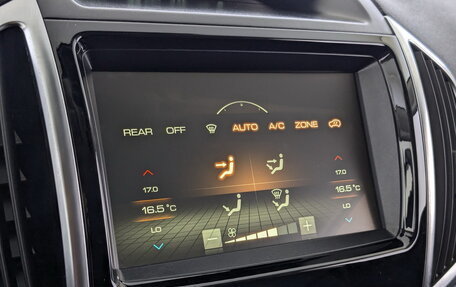 REAR OFF AUTO A/C ZONE
17.0 17.0
16.5°C 16.5°C
LO LO
− +